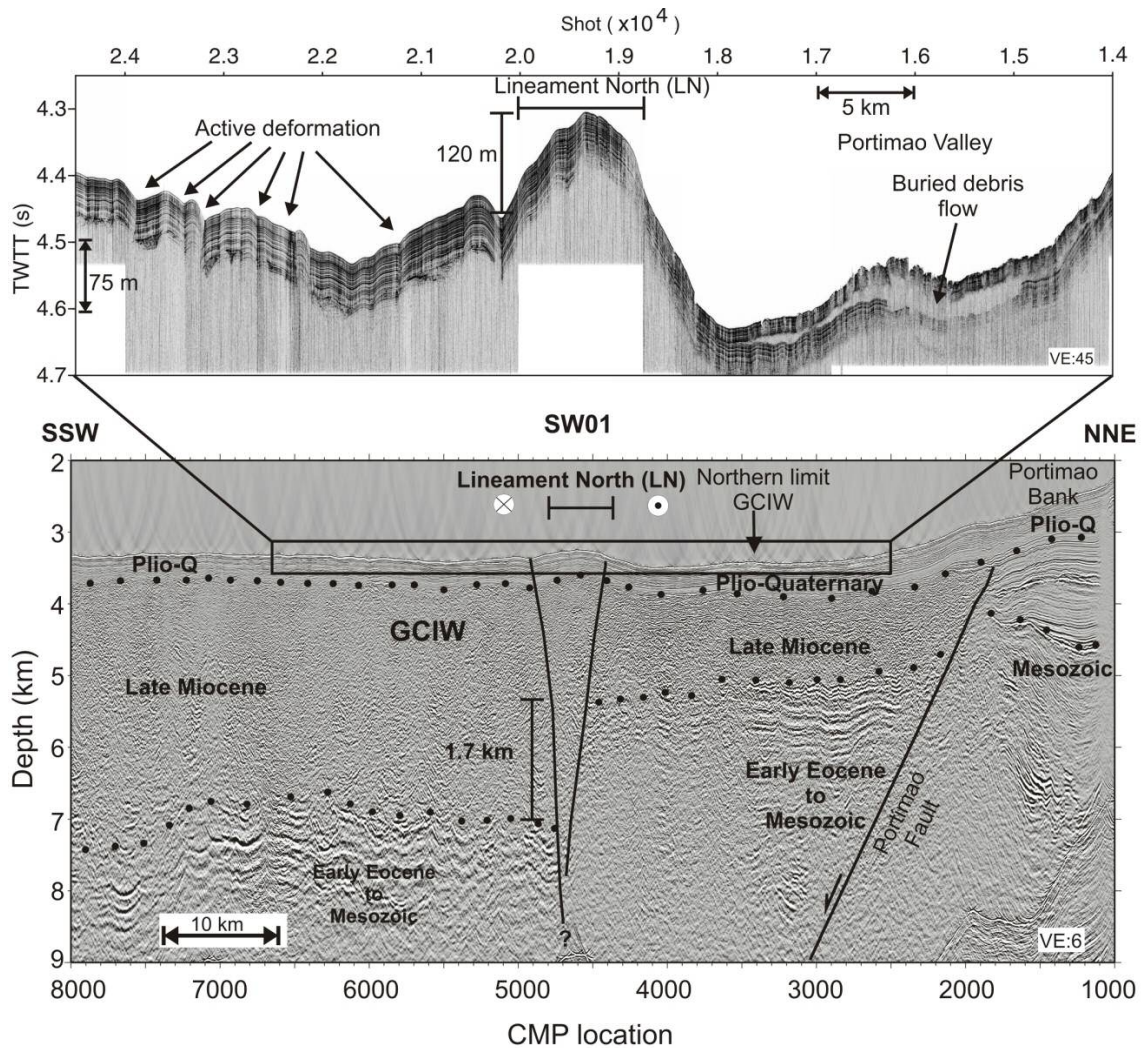 Shot ( x10⁴ )
2.4 2.3 2.2 2.1 2.0 1.9 1.8 1.7 1.6 1.5 1.4
Lineament North (LN)
5 km
4.3
Active deformation
120 m
Portimao Valley
4.4
Buried debris
flow
TWTT (s)
4.5
75 m
4.6
VE:45
4.7
SSW
SW01
NNE
2
Lineament North (LN)
Northern limit
GCIW
Portimao
Bank
3
Plio-Q
Plio-Q
Plio-Quaternary
4
GCIW
Late Miocene
Late Miocene
5
Mesozoic
Depth (km)
1.7 km
6
Early Eocene
to
Mesozoic
Portimao
Fault
7
Early Eocene
to
Mesozoic
8
10 km
?
VE:6
9
8000 7000 6000 5000 4000 3000 2000 1000
CMP location